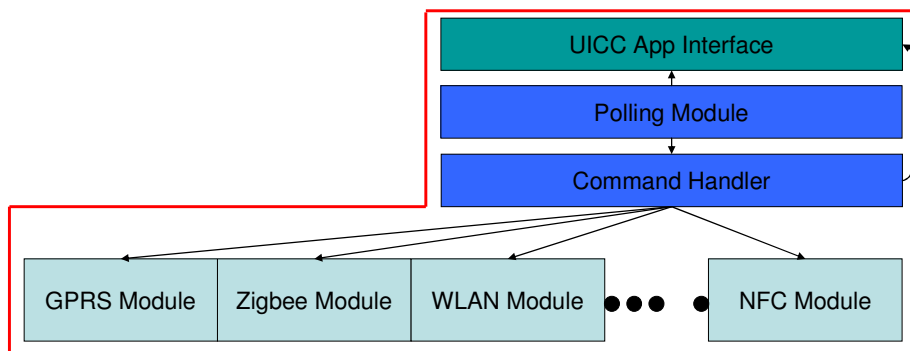 UICC App Interface
Polling Module
Command Handler
GPRS Module
Zigbee Module
WLAN Module
NFC Module